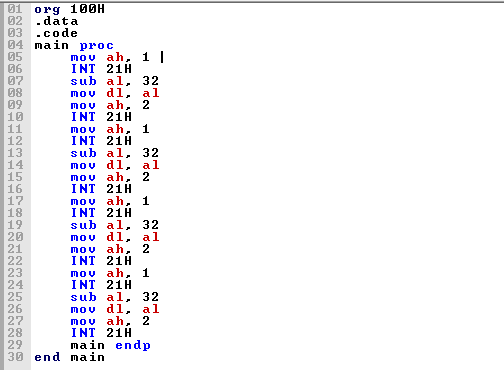 01 org 100H
02 .data
03 .code
04 main proc
05 mov ah, 1
06 INT 21H
07 sub al, 32
08 mov dl, al
09 mov ah, 2
10 INT 21H
11 mov ah, 1
12 INT 21H
13 sub al, 32
14 mov dl, al
15 mov ah, 2
16 INT 21H
17 mov ah, 1
18 INT 21H
19 sub al, 32
20 mov dl, al
21 mov ah, 2
22 INT 21H
23 mov ah, 1
24 INT 21H
25 sub al, 32
26 mov dl, al
27 mov ah, 2
28 INT 21H
29 main endp
30 end main